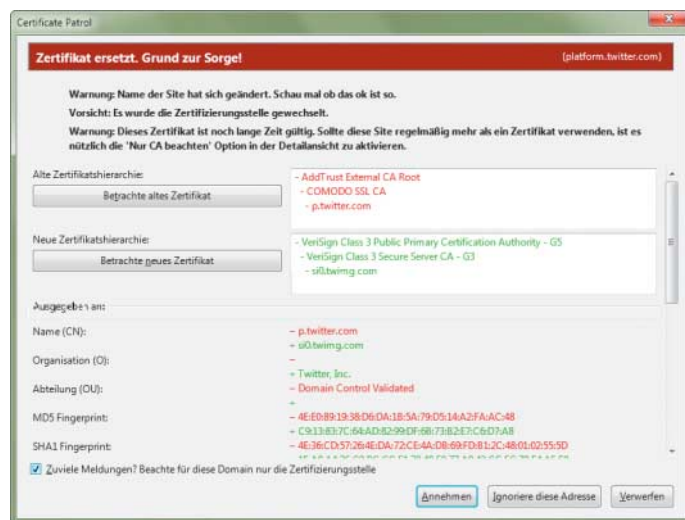 Certificate Patrol
Zertifikat ersetzt. Grund zur Sorge!
[platform.twitter.com]
Warnung: Name der Site hat sich geändert. Schau mal ob das ok ist so.
Vorsicht: Es wurde die Zertifizierungsstelle gewechselt.
Warnung: Dieses Zertifikat ist noch lange Zeit gültig. Sollte diese Site regelmäßig mehr als ein Zertifikat verwenden, ist es
nützlich die 'Nur CA beachten' Option in der Detailansicht zu aktivieren.
Alte Zertifikatshierarchie:
Betrachte altes Zertifikat
- AddTrust External CA Root
- COMODO SSL CA
- p.twitter.com
Neue Zertifikatshierarchie:
Betrachte neues Zertifikat
- VeriSign Class 3 Public Primary Certification Authority - G5
- VeriSign Class 3 Secure Server CA - G3
- si0.twimg.com
Ausgegeben an:
Name (CN):
- p.twitter.com
+ si0.twimg.com
Organisation (O):
-
+ Twitter, Inc.
Abteilung (OU):
- Domain Control Validated
+
MD5 Fingerprint:
- 4E:E0:B9:19:38:D6:DA:1B:5A:79:D5:14:A2:FA:AC:48
+ C9:13:83:7C:64:AD:82:99:DF:6B:73:B2:E7:C6:D7:A8
SHA1 Fingerprint:
- 4E:36:CD:57:26:4E:DA:72:CE:4A:DB:69:FD:B1:2C:48:01:02:55:5D
Zuviele Meldungen? Beachte für diese Domain nur die Zertifizierungsstelle
Annehmen
Ignoriere diese Adresse
Verwerfen